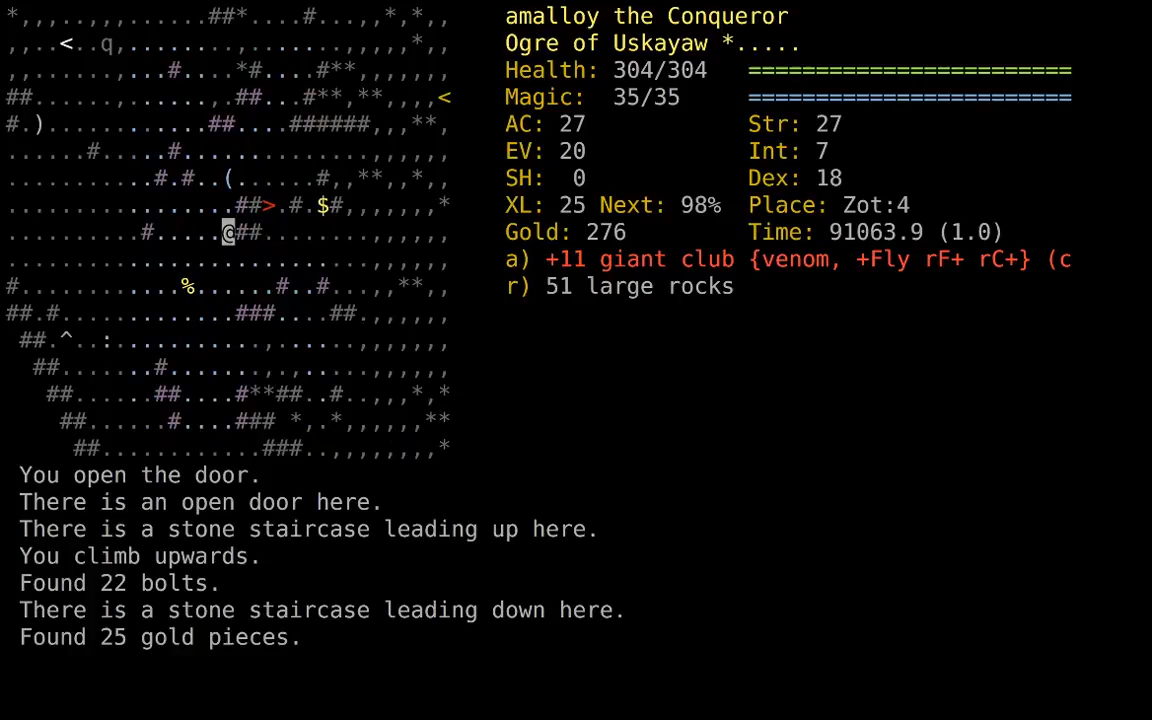 *,,,..,,,......##*....#.....*,*,,
,,..<..q,........,.....,,,,,*,,
,,......,...#....*#....#**,,,,,,,
##......,......,.##...#**,**,,,,<
#.)............##....######,,,**,
......#.....#.............,,,,,,,
...........#.#..(......#,,**,,*,,
.................##>.#.$#,,,,,,,*
..........#.....@##.......,,,,,,,
..........................,,,,,,,
#............%......#..#....,,**,,
##.#.............###....##..,,,,,
##.^..:...........,......,,,,,,,
##.......#.......,.,.....,,,,,,,
##......##....#**##..#..,,,*,*
##......#....### *,.*,,,,,,**
##............###..,,,,,,,,,*
amalloy the Conqueror
Ogre of Uskayaw *.....
Health: 304/304 ========================
Magic: 35/35 ========================
AC: 27 Str: 27
EV: 20 Int: 7
SH: 0 Dex: 18
XL: 25 Next: 98% Place: Zot:4
Gold: 276 Time: 91063.9 (1.0)
a) +11 giant club {venom, +Fly rF+ rC+} (c
r) 51 large rocks
You open the door.
There is an open door here.
There is a stone staircase leading up here.
You climb upwards.
Found 22 bolts.
There is a stone staircase leading down here.
Found 25 gold pieces.